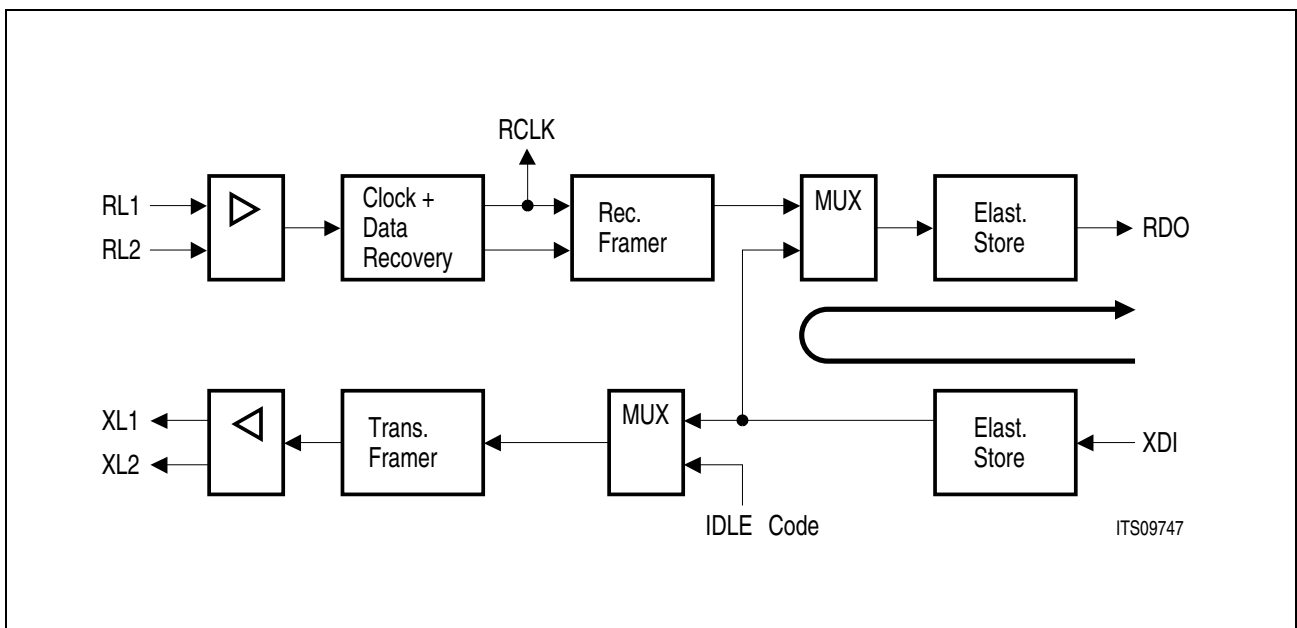 RCLK
RL1
RL2
Clock +
Data
Recovery
Rec.
Framer
MUX
Elast.
Store
RDO
XL1
XL2
Trans.
Framer
MUX
Elast.
Store
XDI
IDLE Code
ITS09747